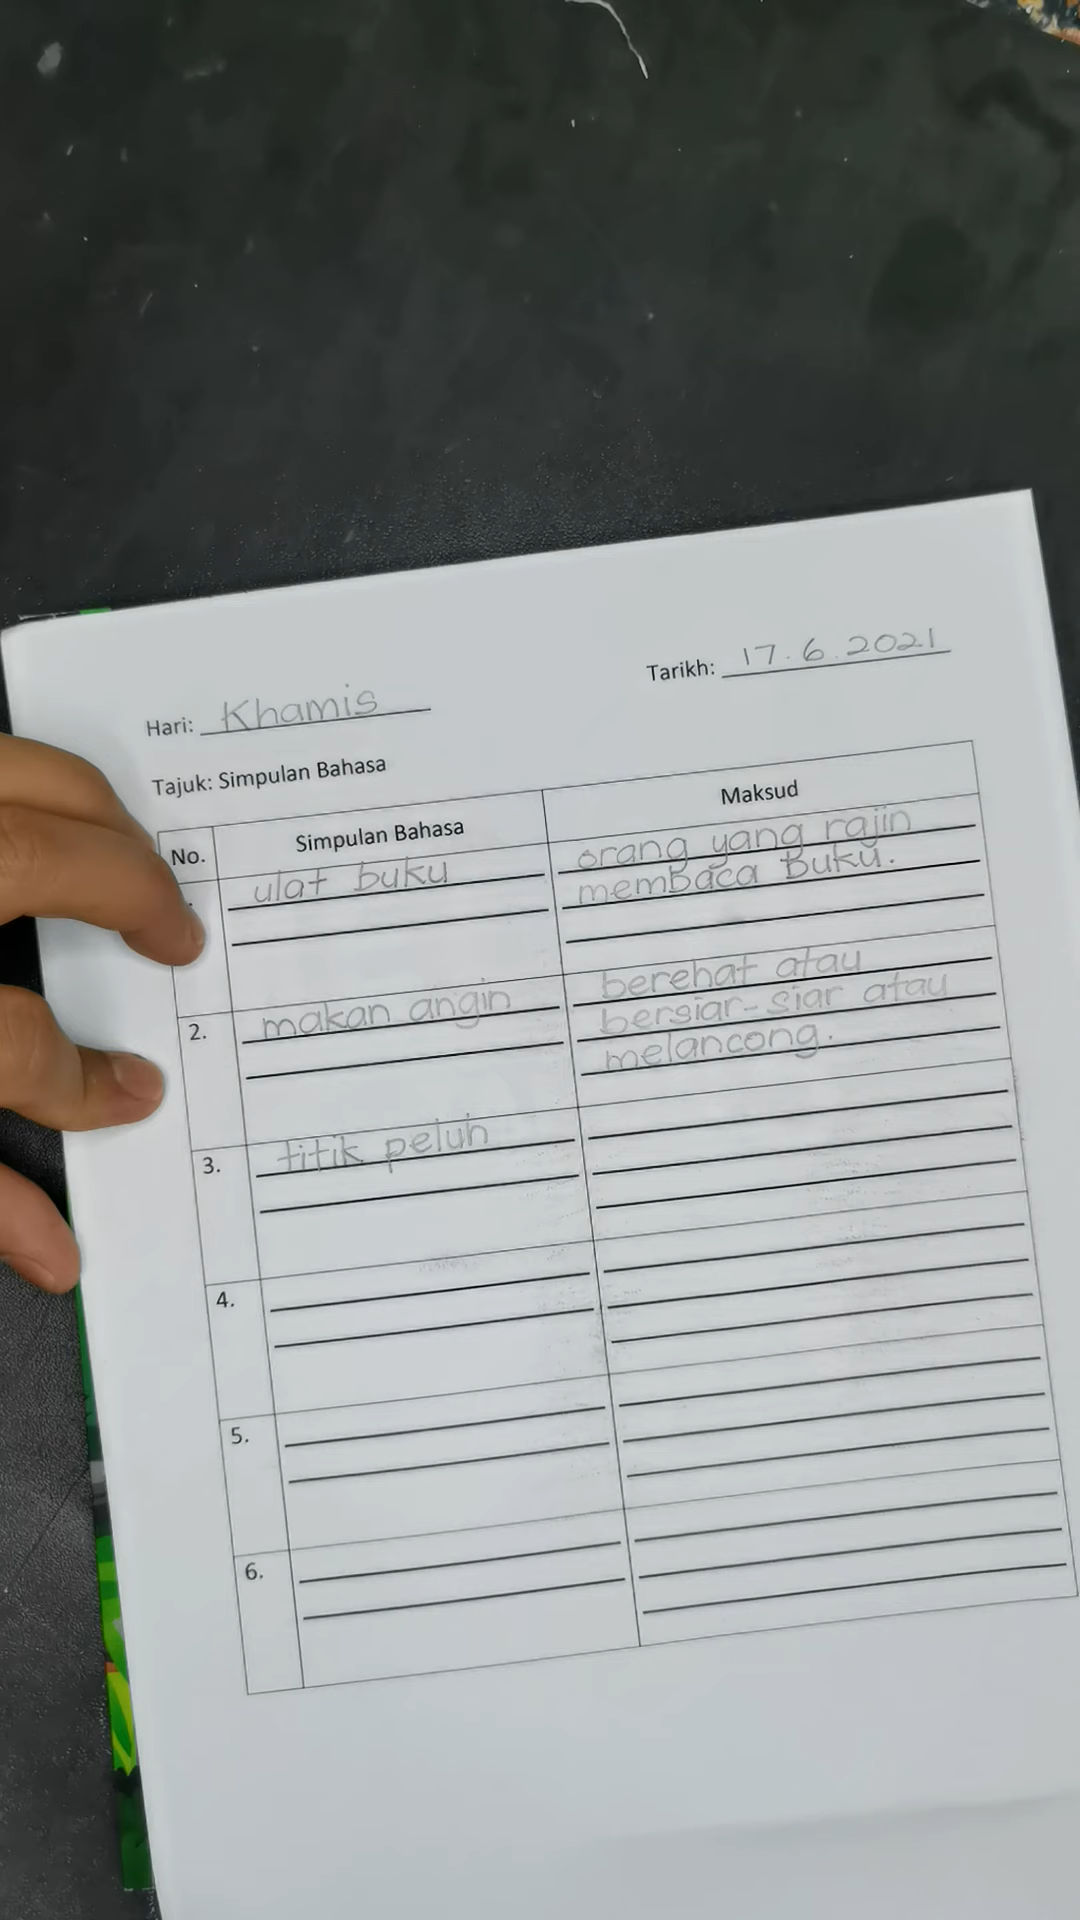 Tarikh: 17.6.2021
Hari: Khamis
Tajuk: Simpulan Bahasa
No. Simpulan Bahasa Maksud
ulat buku orang yang rajin
membaca Buku.
2. makan angin berehat atau
bersiar-siar atau
melancong.
3. titik peluh
4.
5.
6.